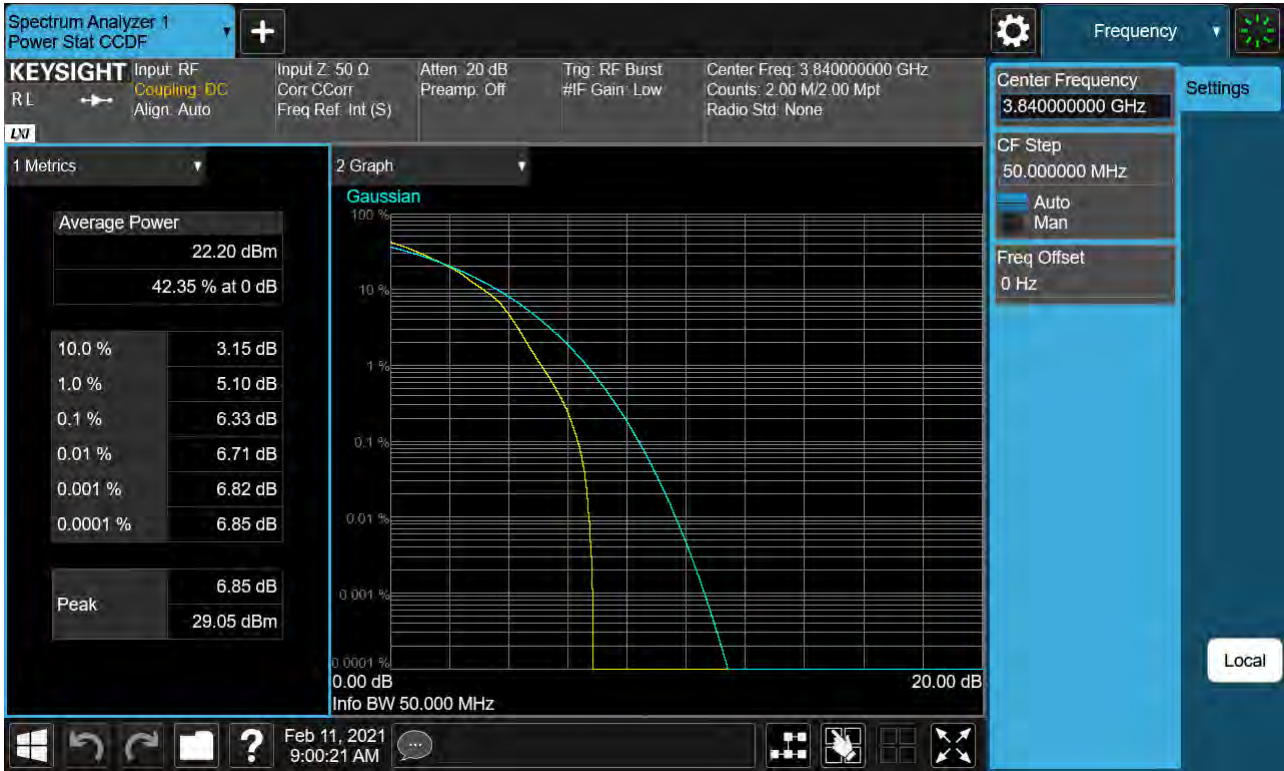 Spectrum Analyzer 1
Power Stat CCDF
Frequency
KEYSIGHT
Input: RF
Coupling: DC
Align: Auto
Input Z: 50 Ω
Corr CCorr
Freq Ref: Int (S)
Atten: 20 dB
Preamp: Off
Trig: RF Burst
#IF Gain: Low
Center Freq: 3.840000000 GHz
Counts: 2.00 M/2.00 Mpt
Radio Std: None
R L
LXI
Center Frequency
3.840000000 GHz
Settings
CF Step
50.000000 MHz
Auto
Man
Freq Offset
0 Hz
1 Metrics
Average Power
22.20 dBm
42.35 % at 0 dB
10.0 % 3.15 dB
1.0 % 5.10 dB
0.1 % 6.33 dB
0.01 % 6.71 dB
0.001 % 6.82 dB
0.0001 % 6.85 dB
Peak
6.85 dB
29.05 dBm
2 Graph
Gaussian
100 %
10 %
1 %
0.1 %
0.01 %
0.001 %
0.0001 %
0.00 dB 20.00 dB
Info BW 50.000 MHz
Local
?
Feb 11, 2021
9:00:21 AM